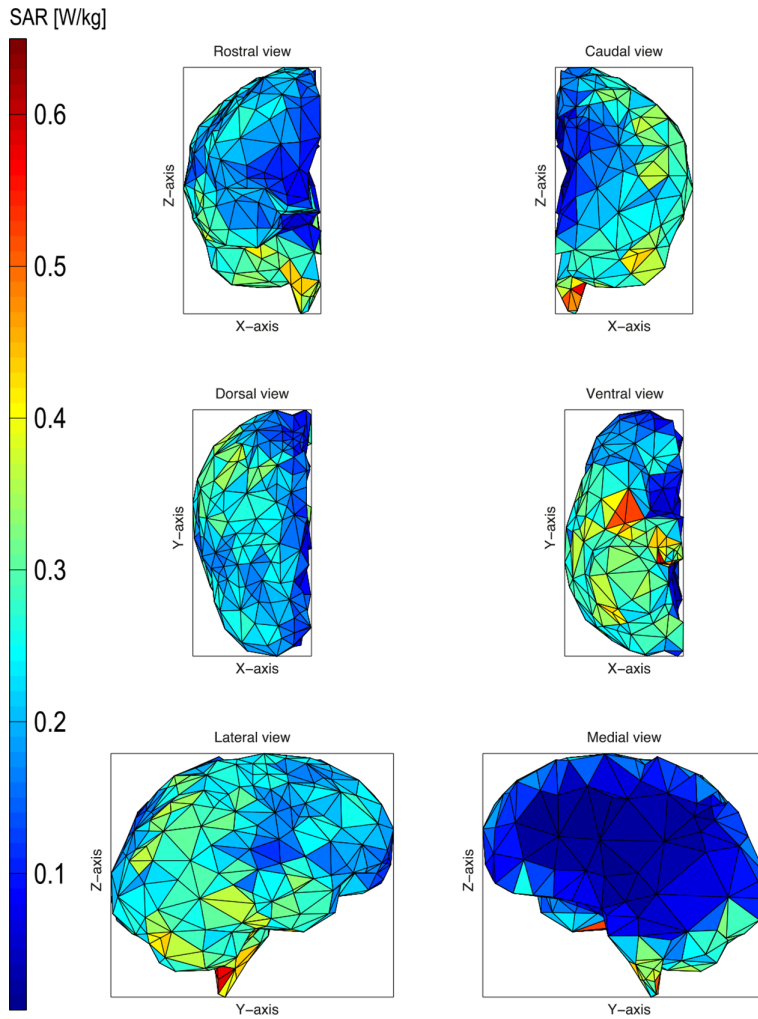 SAR [W/kg]
0.6
0.5
0.4
0.3
0.2
0.1
Rostral view
Z-axis
X-axis
Caudal view
Z-axis
X-axis
Dorsal view
Y-axis
X-axis
Ventral view
Y-axis
X-axis
Lateral view
Z-axis
Y-axis
Medial view
Z-axis
Y-axis